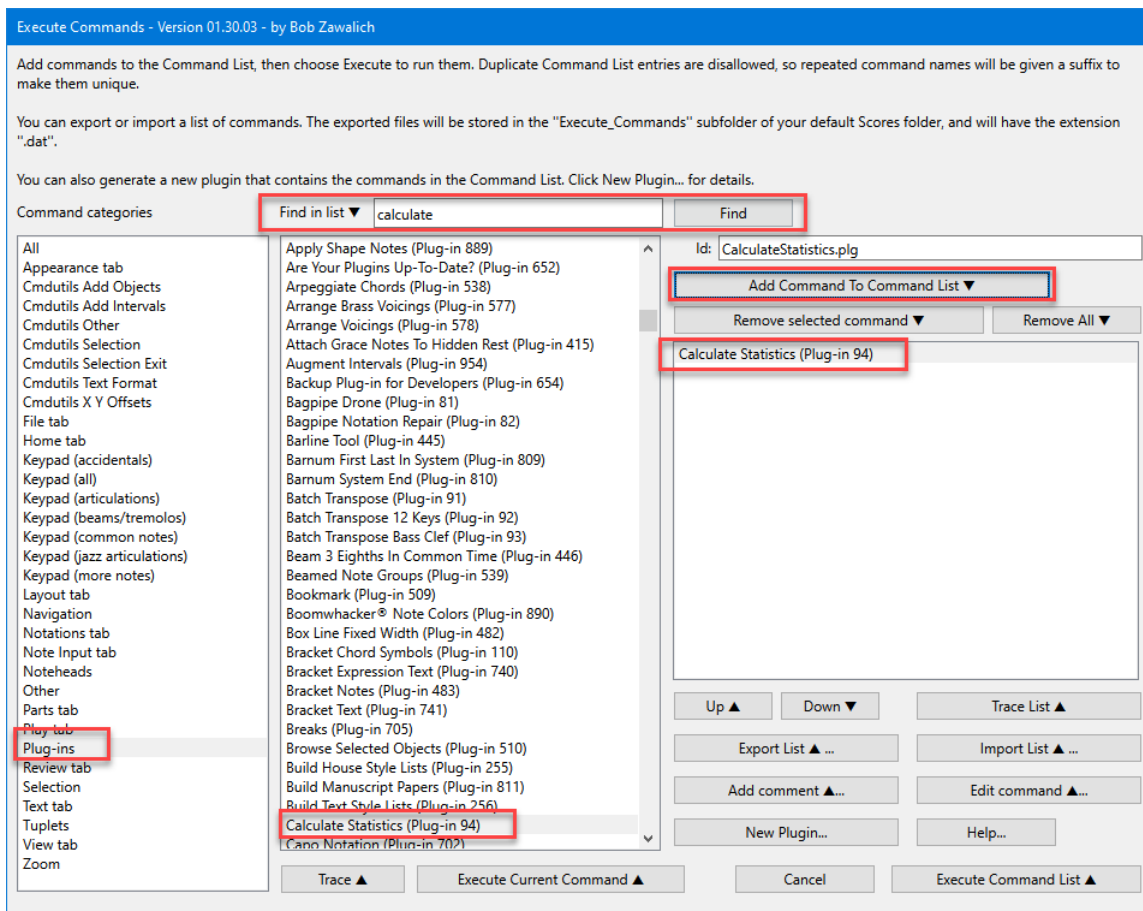 Execute Commands - Version 01.30.03 - by Bob Zawalich
Add commands to the Command List, then choose Execute to run them. Duplicate Command List entries are disallowed, so repeated command names will be given a suffix to
make them unique.
You can export or import a list of commands. The exported files will be stored in the "Execute_Commands" subfolder of your default Scores folder, and will have the extension
".dat".
You can also generate a new plugin that contains the commands in the Command List. Click New Plugin... for details.
Command categories
Find in list ▼ calculate Find
All
Appearance tab
Cmdutils Add Objects
Cmdutils Add Intervals
Cmdutils Other
Cmdutils Selection
Cmdutils Selection Exit
Cmdutils Text Format
Cmdutils X Y Offsets
File tab
Home tab
Keypad (accidentals)
Keypad (all)
Keypad (articulations)
Keypad (beams/tremolos)
Keypad (common notes)
Keypad (jazz articulations)
Keypad (more notes)
Layout tab
Navigation
Notations tab
Note Input tab
Noteheads
Other
Parts tab
Play tab
Plug-ins
Review tab
Selection
Text tab
Tuplets
View tab
Zoom
Apply Shape Notes (Plug-in 889)
Are Your Plugins Up-To-Date? (Plug-in 652)
Arpeggiate Chords (Plug-in 538)
Arrange Brass Voicings (Plug-in 577)
Arrange Voicings (Plug-in 578)
Attach Grace Notes To Hidden Rest (Plug-in 415)
Augment Intervals (Plug-in 954)
Backup Plug-in for Developers (Plug-in 654)
Bagpipe Drone (Plug-in 81)
Bagpipe Notation Repair (Plug-in 82)
Barline Tool (Plug-in 445)
Barnum First Last In System (Plug-in 809)
Barnum System End (Plug-in 810)
Batch Transpose (Plug-in 91)
Batch Transpose 12 Keys (Plug-in 92)
Batch Transpose Bass Clef (Plug-in 93)
Beam 3 Eighths In Common Time (Plug-in 446)
Beamed Note Groups (Plug-in 539)
Bookmark (Plug-in 509)
Boomwhacker® Note Colors (Plug-in 890)
Box Line Fixed Width (Plug-in 482)
Bracket Chord Symbols (Plug-in 110)
Bracket Expression Text (Plug-in 740)
Bracket Notes (Plug-in 483)
Bracket Text (Plug-in 741)
Breaks (Plug-in 705)
Browse Selected Objects (Plug-in 510)
Build House Style Lists (Plug-in 255)
Build Manuscript Papers (Plug-in 811)
Build Text Style Lists (Plug-in 256)
Calculate Statistics (Plug-in 94)
Capo Notation (Plug-in 702)
Id: CalculateStatistics.plg
Add Command To Command List ▼
Remove selected command ▼ Remove All ▼
Calculate Statistics (Plug-in 94)
Up ▲ Down ▼ Trace List ▲
Export List ▲ ... Import List ▲ ...
Add comment ▲... Edit command ▲...
New Plugin... Help...
Trace ▲ Execute Current Command ▲ Cancel Execute Command List ▲